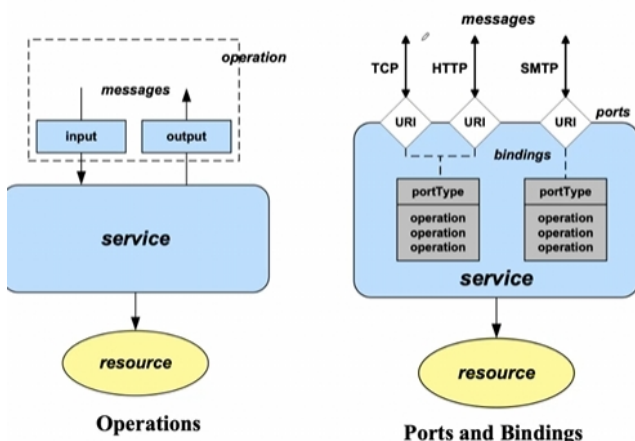 operation
messages
input
output
service
resource
Operations
messages
TCP
HTTP
SMTP
URI
URI
URI
ports
bindings
portType
operation
operation
operation
portType
operation
operation
operation
service
resource
Ports and Bindings